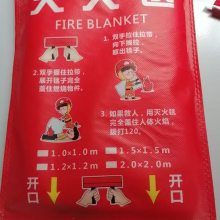 灭火毯
FIRE BLANKET
1. 双手拉住拉带,
向下拽拉,
取出毯子。
2. 双手握住拉带,
展开毯子完全
盖住燃烧物件。
3. 如果救人,用灭火毯
完全盖住人体火焰,
拨打120。
1.0×1.0m
1.5×1.5m
1.2×1.2m
2.0×2.0m
开口
开口